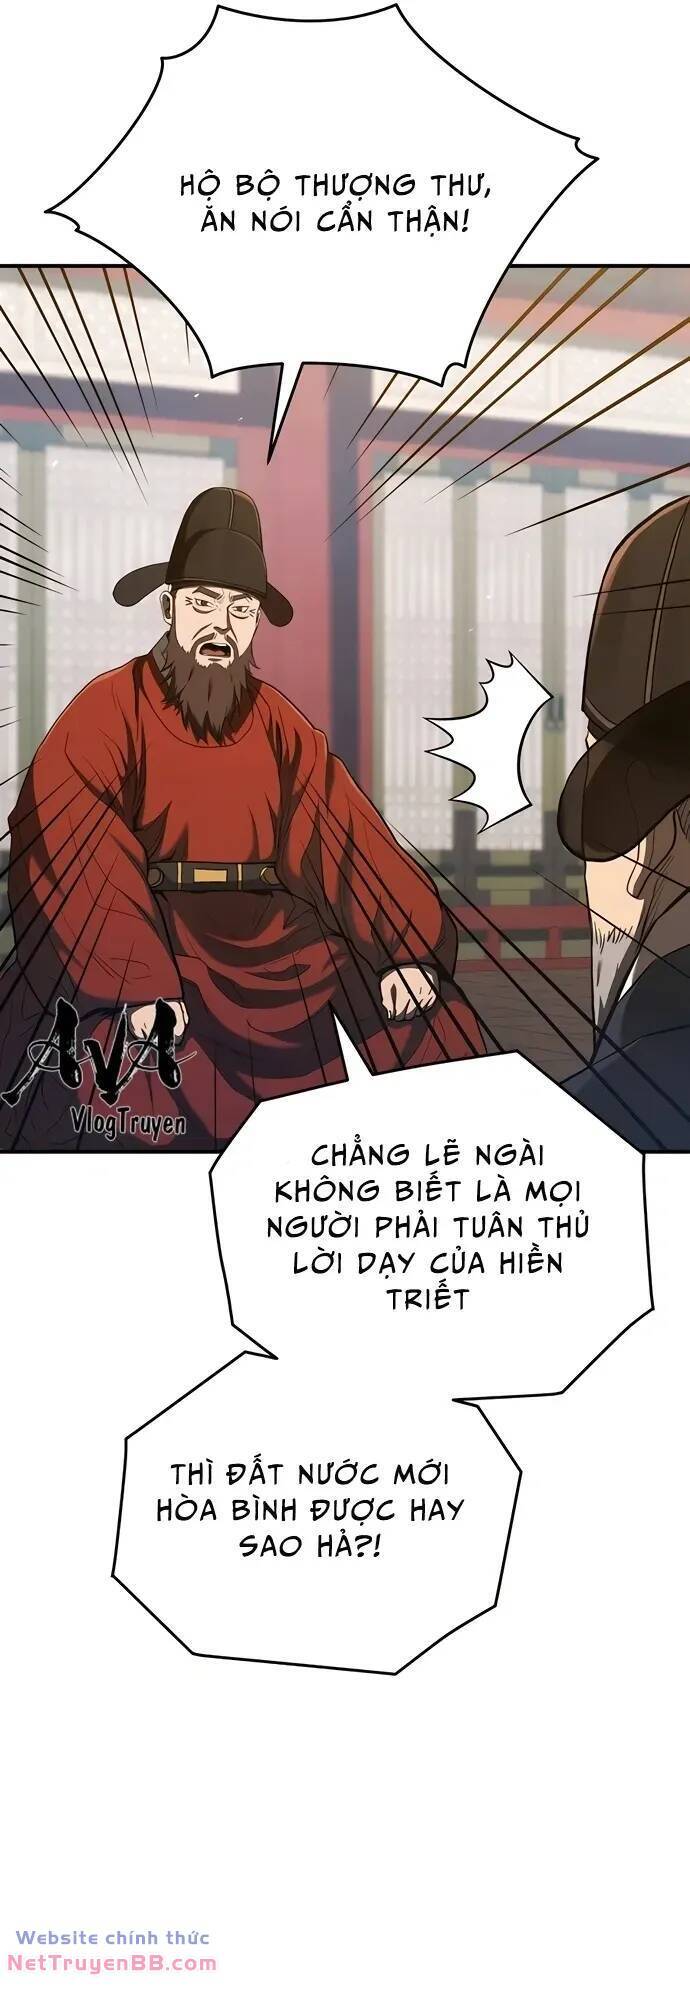 HỘ BỘ THƯỢNG THƯ,
ĂN NÓI CẨN THẬN!
AVA
VlogTruyen
CHẲNG LẼ NGÀI
KHÔNG BIẾT LÀ MỌI
NGƯỜI PHẢI TUÂN THỦ
LỜI DẠY CỦA HIỀN
TRIẾT
THÌ ĐẤT NƯỚC MỚI
HÒA BÌNH ĐƯỢC HAY
SAO HẢ?!
Website chính thức
NetTruyenBB.com